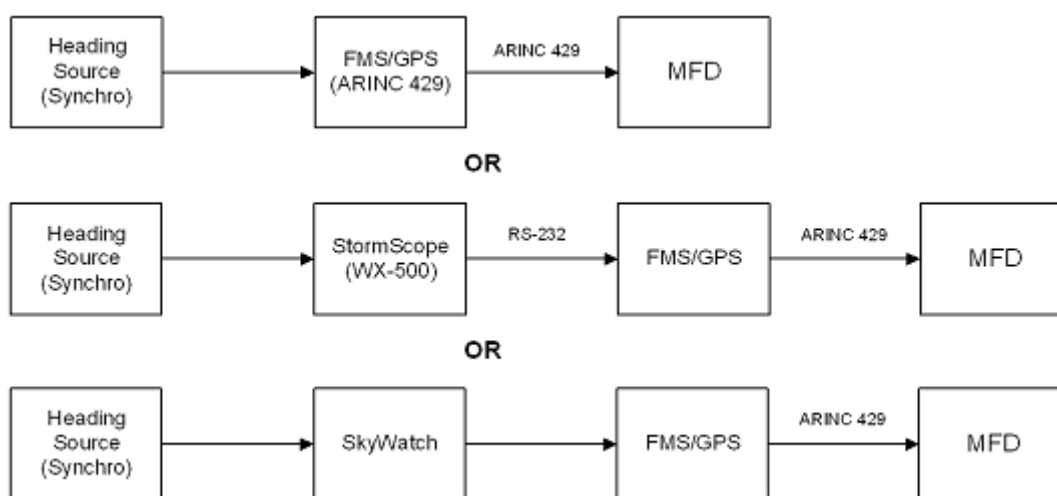 Heading
Source
(Synchro)
FMS/GPS
(ARINC 429)
ARINC 429
MFD
OR
Heading
Source
(Synchro)
StormScope
(WX-500)
RS-232
FMS/GPS
ARINC 429
MFD
OR
Heading
Source
(Synchro)
SkyWatch
FMS/GPS
ARINC 429
MFD